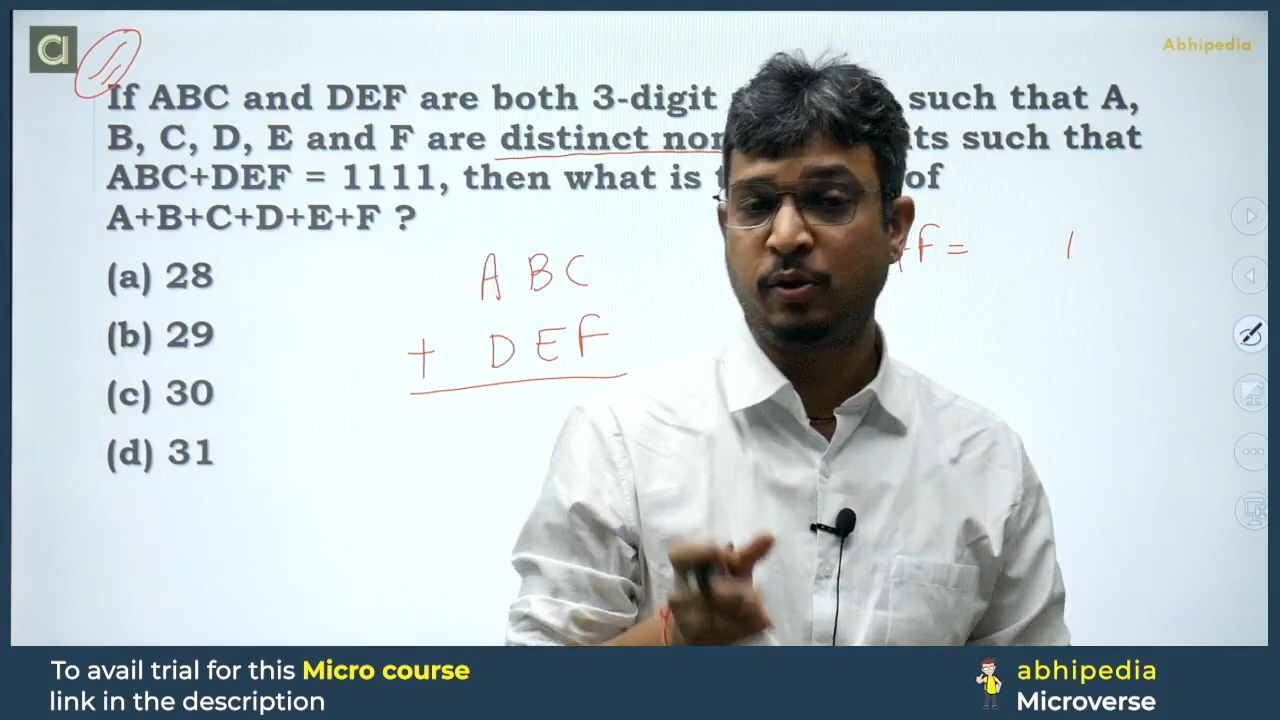 Abhipedia
If ABC and DEF are both 3-digit such that A,
B, C, D, E and F are distinct its such that
ABC+DEF = 1111, then what is of
A+B+C+D+E+F ?
(a) 28
(b) 29
(c) 30
(d) 31
A B C
+ D E F
F = 1
To avail trial for this Micro course
link in the description
abhipedia
Microverse